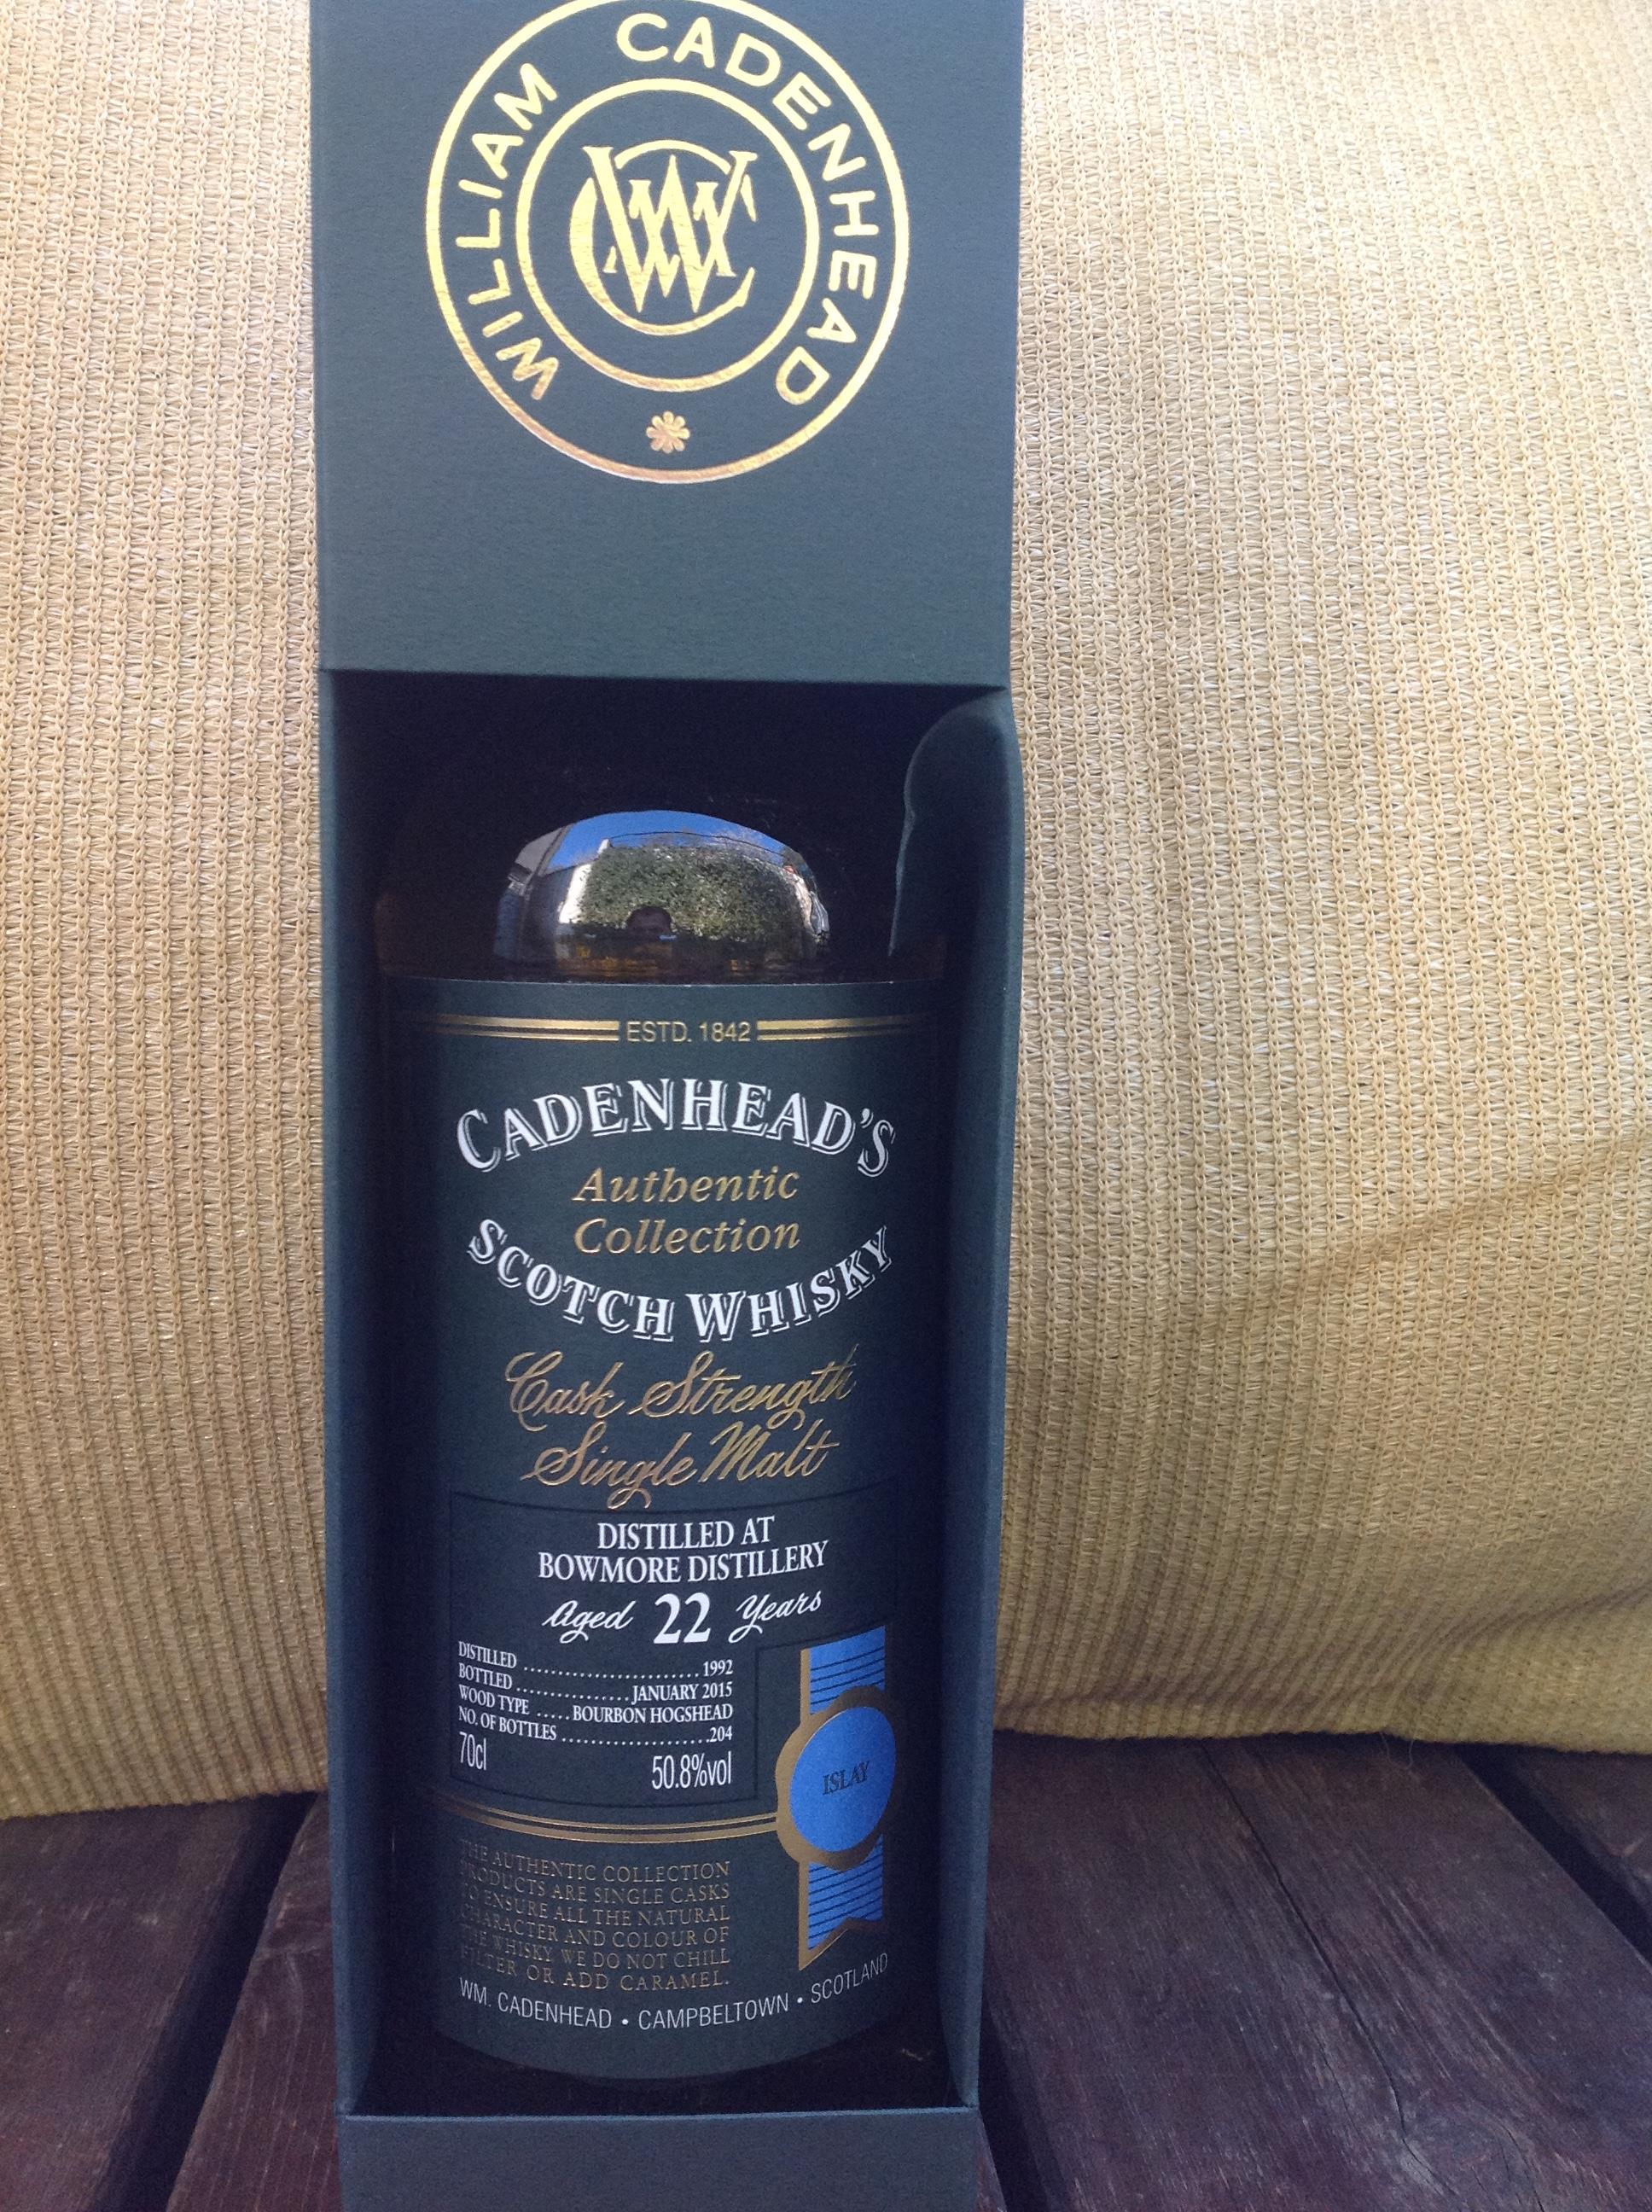 WILLIAM CADENHEAD
WC
ESTD. 1842
CADENHEAD'S
Authentic
Collection
SCOTCH WHISKY
Cask Strength
Single Malt
DISTILLED AT
BOWMORE DISTILLERY
Aged 22 Years
DISTILLED ........................ 1992
BOTTLED ................ JANUARY 2015
WOOD TYPE ..... BOURBON HOGSHEAD
NO. OF BOTTLES .....................204
70cl 50.8%vol
ISLAY
THE AUTHENTIC COLLECTION
PRODUCTS ARE SINGLE CASKS
TO ENSURE ALL THE NATURAL
CHARACTER AND COLOUR OF
THE WHISKY. WE DO NOT CHILL
FILTER OR ADD CARAMEL.
WM. CADENHEAD • CAMPBELTOWN • SCOTLAND